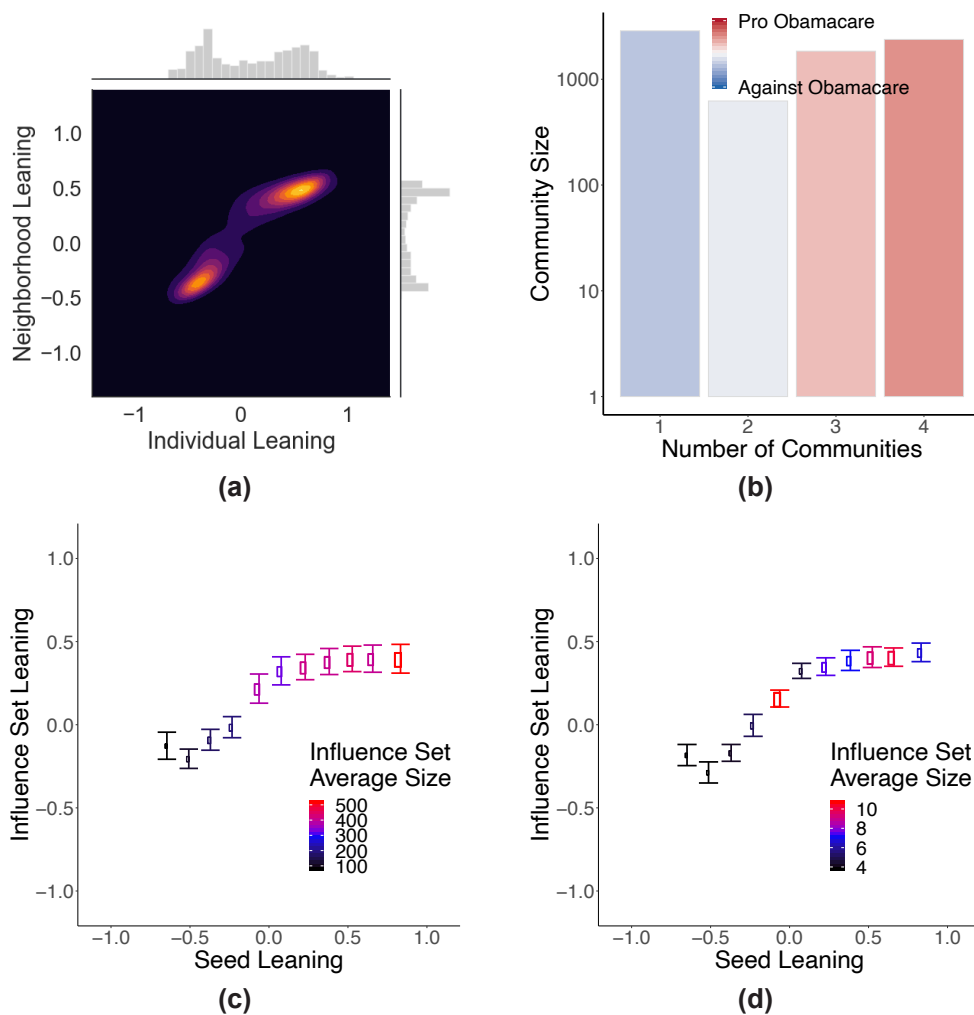 1.0
0.5
0.0
−0.5
−1.0
Neighborhood Leaning
−1
0
1
Individual Leaning
(a)
1000
100
10
1
Community Size
Pro Obamacare
Against Obamacare
1
2
3
4
Number of Communities
(b)
1.0
0.5
0.0
−0.5
−1.0
Influence Set Leaning
Influence Set
Average Size
500
400
300
200
100
−1.0
−0.5
0.0
0.5
1.0
Seed Leaning
(c)
1.0
0.5
0.0
−0.5
−1.0
Influence Set Leaning
Influence Set
Average Size
10
8
6
4
−1.0
−0.5
0.0
0.5
1.0
Seed Leaning
(d)